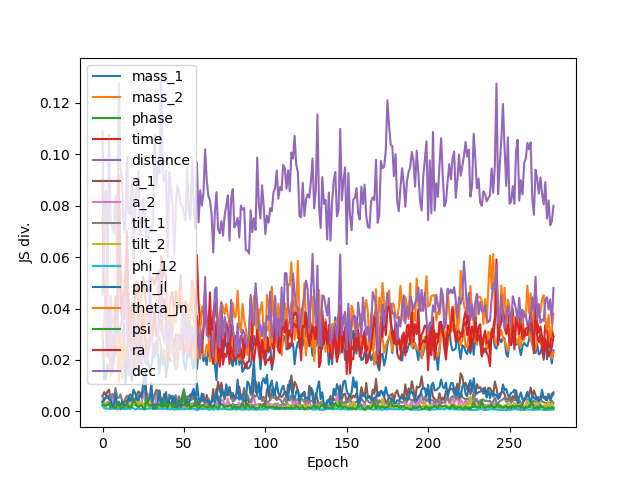 0.12
0.10
0.08
0.06
0.04
0.02
0.00
JS div.
mass_1
mass_2
phase
time
distance
a_1
a_2
tilt_1
tilt_2
phi_12
phi_jl
theta_jn
psi
ra
dec
0
50
100
150
200
250
Epoch